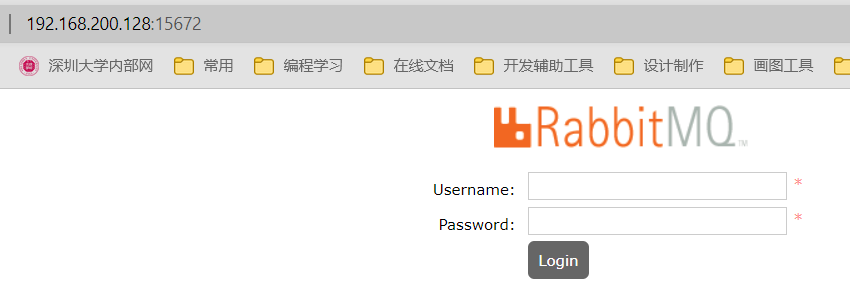 192.168.200.128:15672
深圳大学内部网 常用 编程学习 在线文档 开发辅助工具 设计制作 画图工具
RabbitMQ TM
Username: *
Password: *
Login